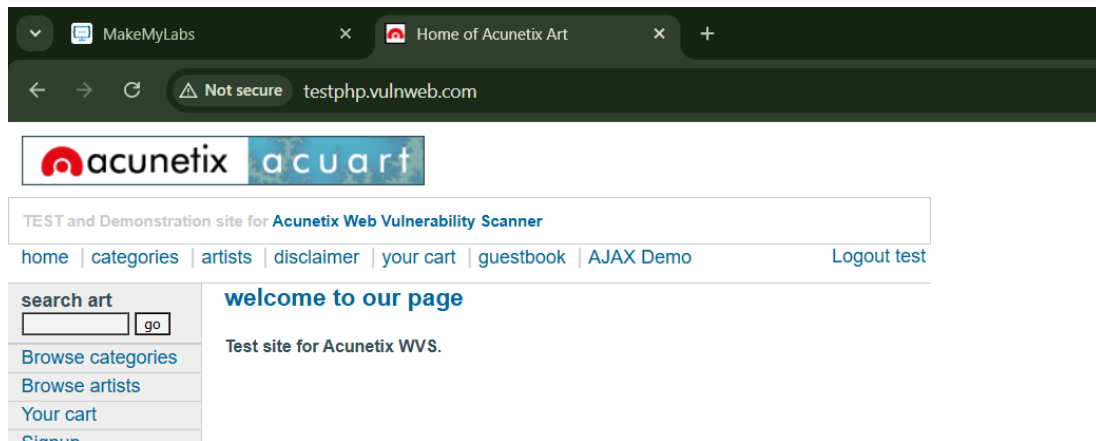 MakeMyLabs
Home of Acunetix Art
Not secure testphp.vulnweb.com
acunetix acuart
TEST and Demonstration site for Acunetix Web Vulnerability Scanner
home | categories | artists | disclaimer | your cart | guestbook | AJAX Demo Logout test
search art
go
welcome to our page
Test site for Acunetix WVS.
Browse categories
Browse artists
Your cart
Signup